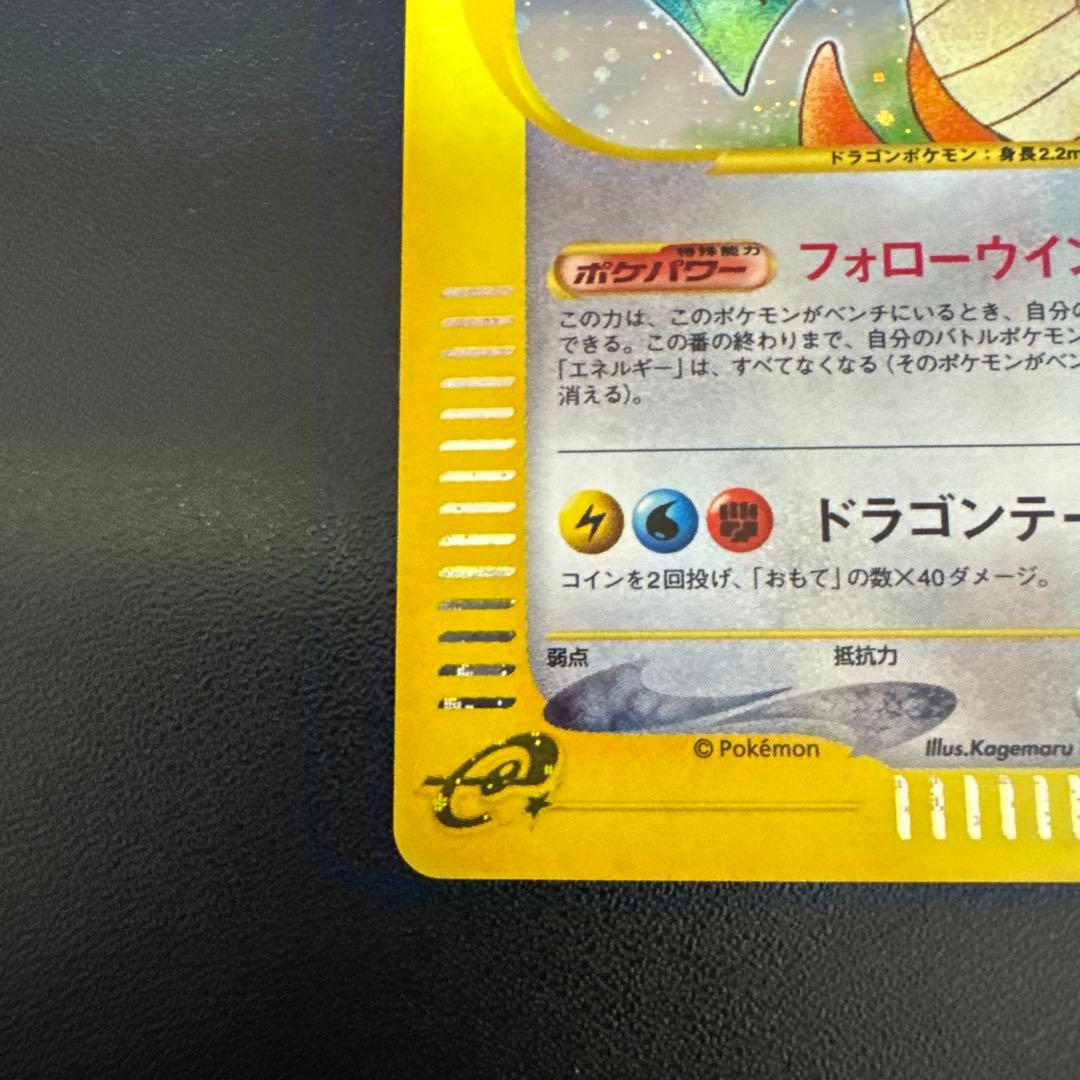 ドラゴンポケモン：身長2.2m
特殊能力
ポケパワー フォローウイン
この力は、このポケモンがベンチにいるとき、自分の
できる。この番の終わりまで、自分のバトルポケモン
「エネルギー」は、すべてなくなる（そのポケモンがベン
消える）。
ドラゴンテー
コインを2回投げ、「おもて」の数×40ダメージ。
弱点 抵抗力
© Pokémon Illus.Kagemaru
e